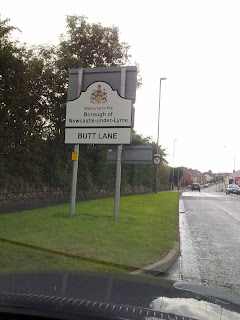 Welcome to the
Borough of
Newcastle-under-Lyme
BUTT LANE